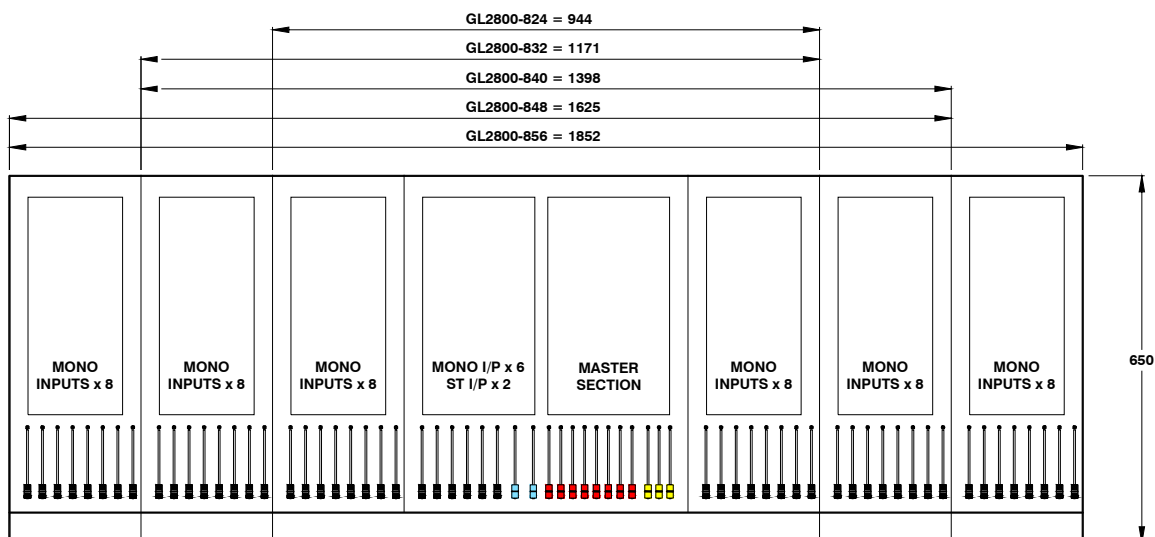 GL2800-824 = 944
GL2800-832 = 1171
GL2800-840 = 1398
GL2800-848 = 1625
GL2800-856 = 1852
MONO
INPUTS x 8
MONO
INPUTS x 8
MONO
INPUTS x 8
MONO I/P x 6
ST I/P x 2
MASTER
SECTION
MONO
INPUTS x 8
MONO
INPUTS x 8
MONO
INPUTS x 8
650